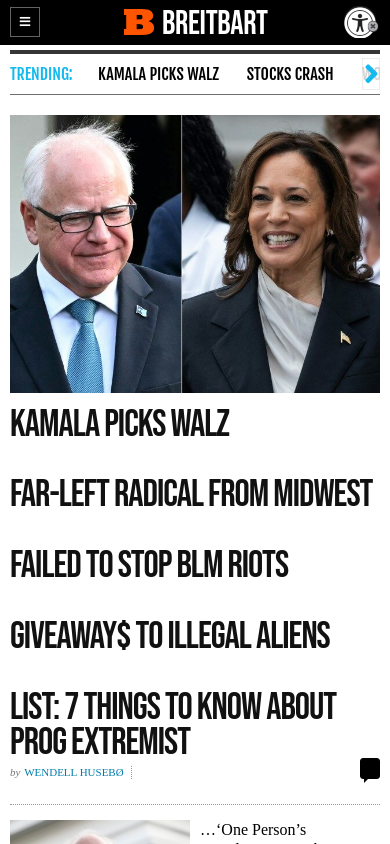 BREITBART
TRENDING:
KAMALA PICKS WALZ
STOCKS CRASH
KAMALA PICKS WALZ
FAR-LEFT RADICAL FROM MIDWEST
FAILED TO STOP BLM RIOTS
GIVEAWAY$ TO ILLEGAL ALIENS
LIST: 7 THINGS TO KNOW ABOUT
PROG EXTREMIST
by WENDELL HUSEBØ
…‘One Person’s